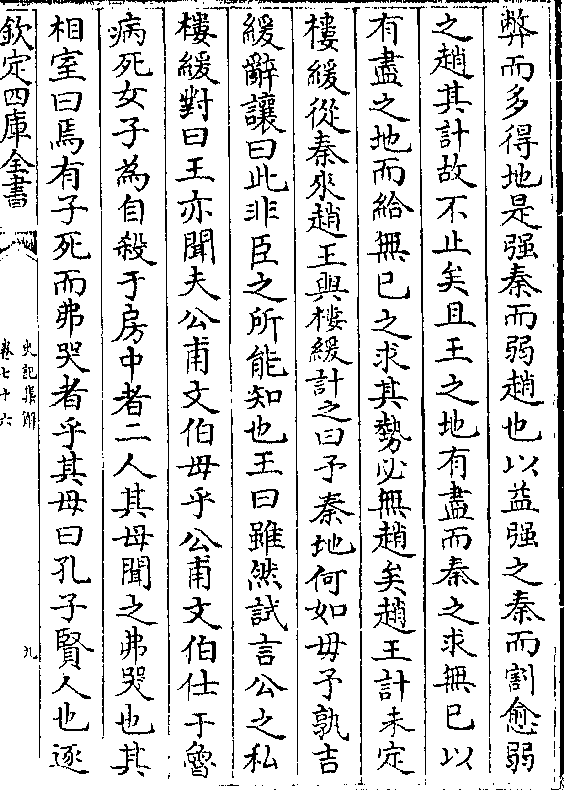 弊而多得地是强秦而弱趙也以益强之秦而割愈弱
之趙其計故不止矣且王之地有盡而秦之求無已以
有盡之地而給無已之求其勢必無趙矣趙王計未定
樓緩從秦來趙王與樓緩計之曰予秦地何如毋予孰吉
緩辭讓曰此非臣之所能知也王曰雖然試言公之私
樓緩對曰王亦聞夫公甫文伯母乎公甫文伯仕于魯
病死女子為自殺于房中者二人其母聞之弗哭也其
相室曰焉有子死而弗哭者乎其母曰孔子賢人也逐
欽定四庫全書
史記集解
卷七十六
九